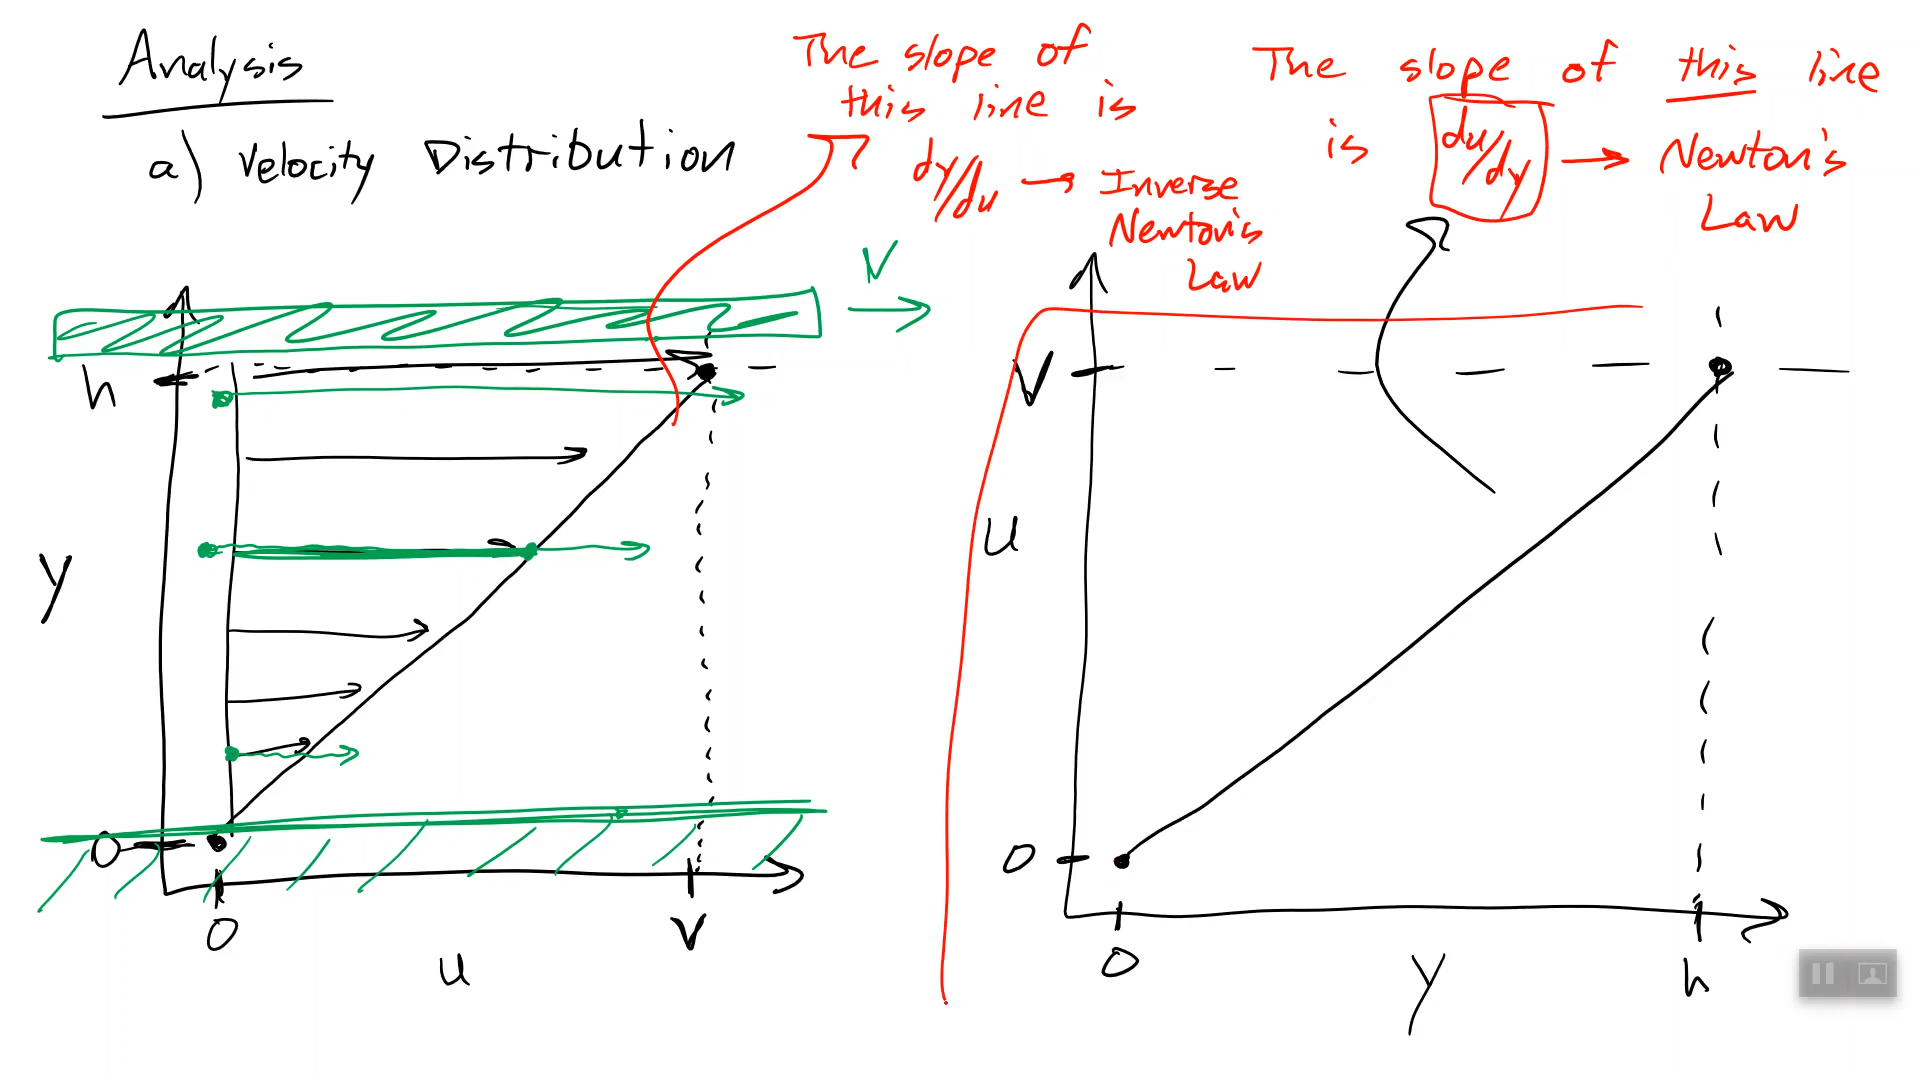 Analysis
a) Velocity Distribution
The slope of
this line is
dy/du → Inverse
Newton's
Law
The slope of this line
is du/dy → Newton's
Law
V
h
y
0
0
V
u
V
u
0
0
y
h